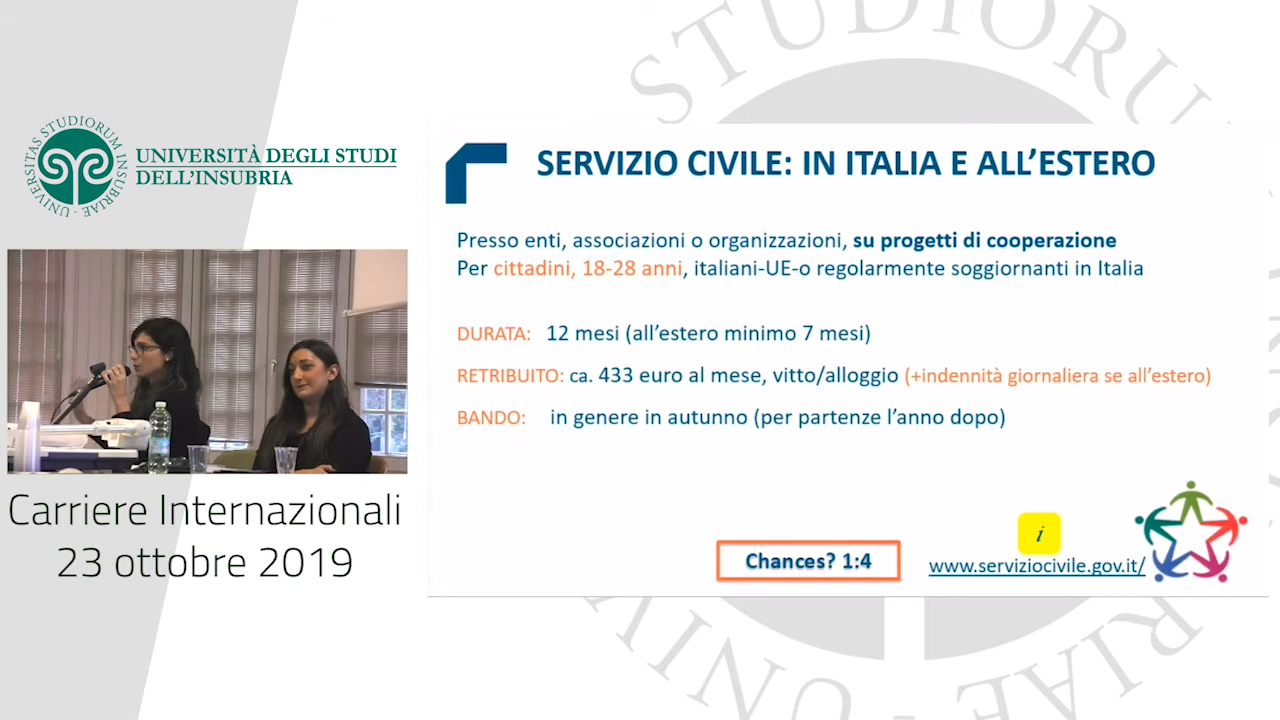 UNIVERSITAS STUDIORUM INSUBRIAE
UNIVERSITÀ DEGLI STUDI
DELL'INSUBRIA
Carriere Internazionali
23 ottobre 2019
SERVIZIO CIVILE: IN ITALIA E ALL'ESTERO
Presso enti, associazioni o organizzazioni, su progetti di cooperazione
Per cittadini, 18-28 anni, italiani-UE-o regolarmente soggiornanti in Italia
DURATA: 12 mesi (all'estero minimo 7 mesi)
RETRIBUITO: ca. 433 euro al mese, vitto/alloggio (+indennità giornaliera se all'estero)
BANDO: in genere in autunno (per partenze l'anno dopo)
Chances? 1:4
i
www.serviziocivile.gov.it/
STUDIORU
UNIV
RIAE